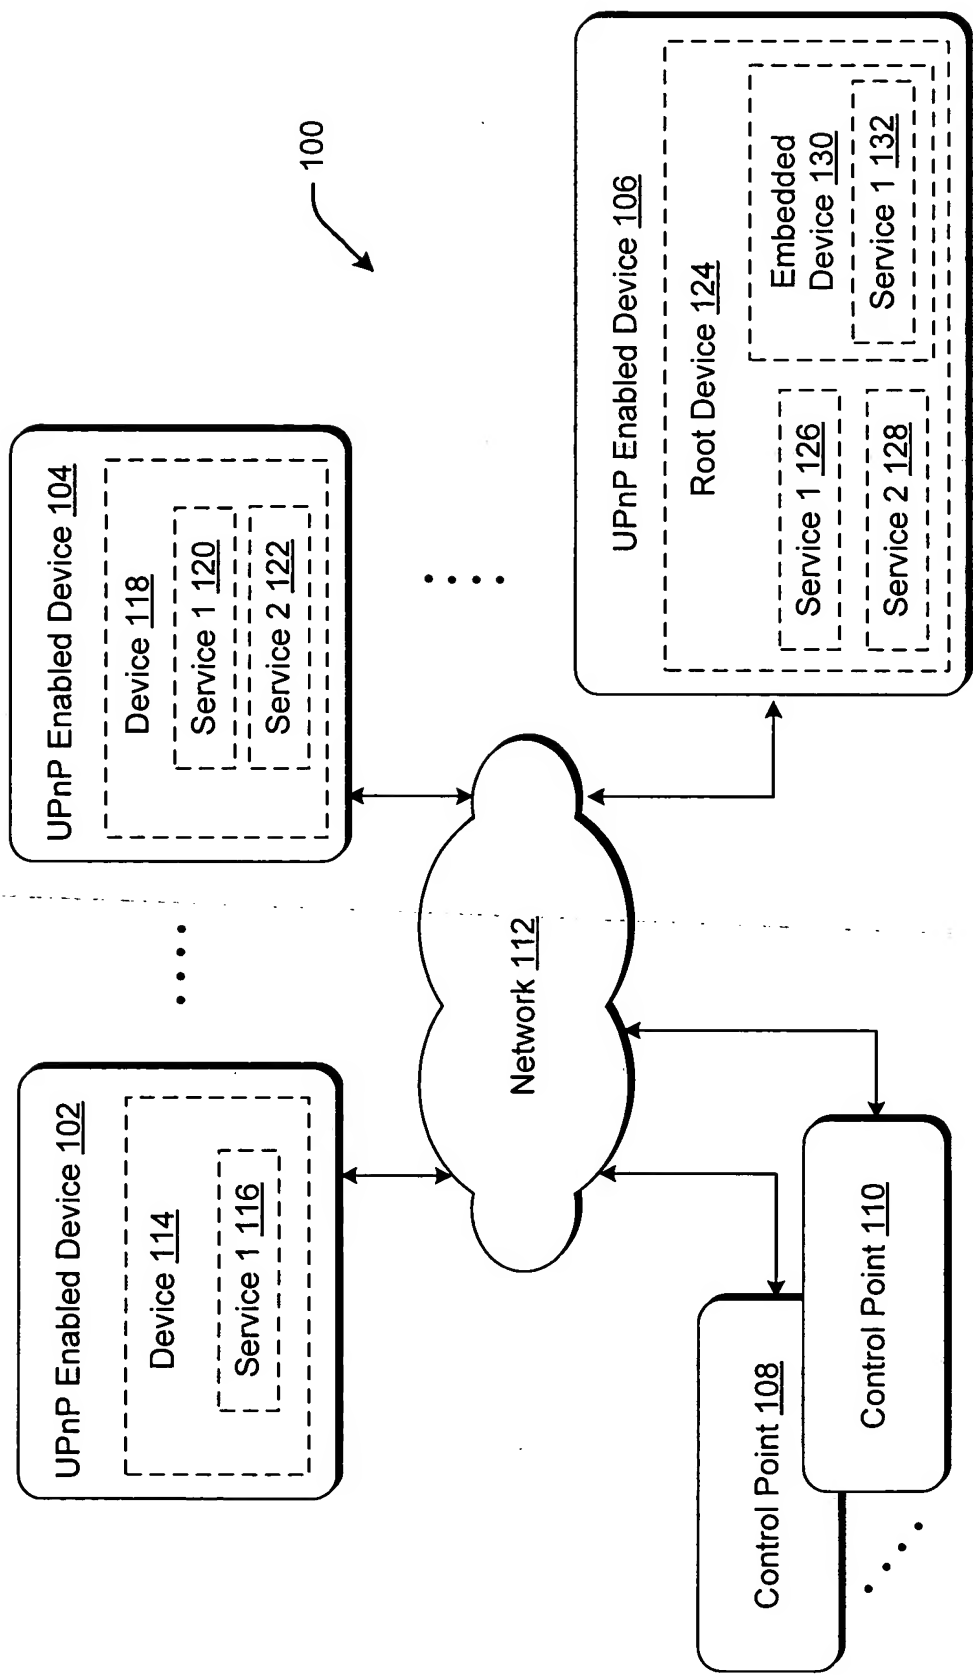 UPnP Enabled Device 102
Device 114
Service 1 116
UPnP Enabled Device 104
Device 118
Service 1 120
Service 2 122
100
Network 112
UPnP Enabled Device 106
Root Device 124
Service 1 126
Service 2 128
Embedded
Device 130
Service 1 132
Control Point 108
Control Point 110